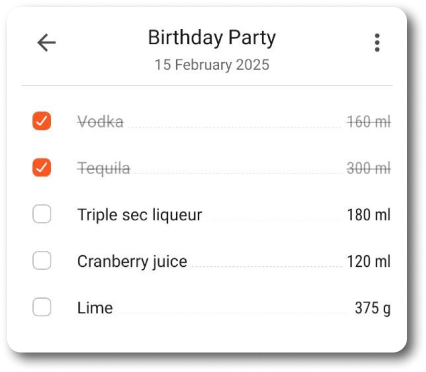 Birthday Party
15 February 2025
Vodka 160 ml
Tequila 300 ml
Triple sec liqueur 180 ml
Cranberry juice 120 ml
Lime 375 g